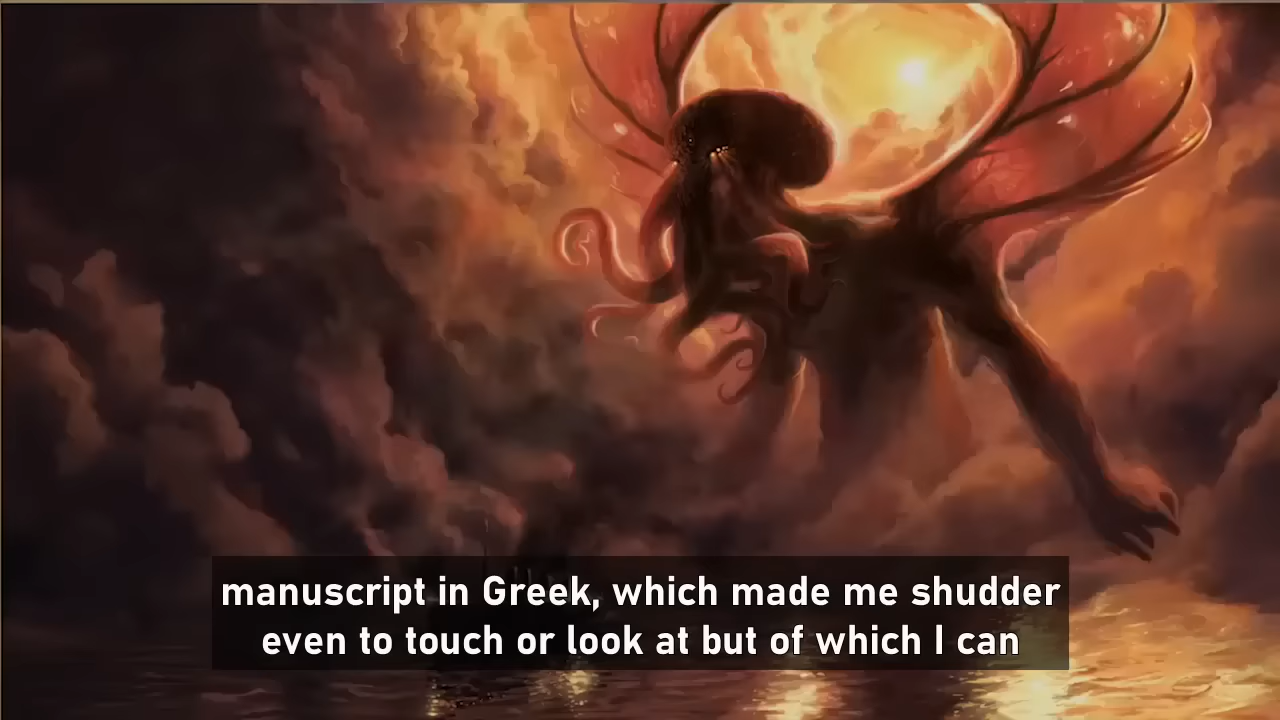 manuscript in Greek, which made me shudder
even to touch or look at but of which I can